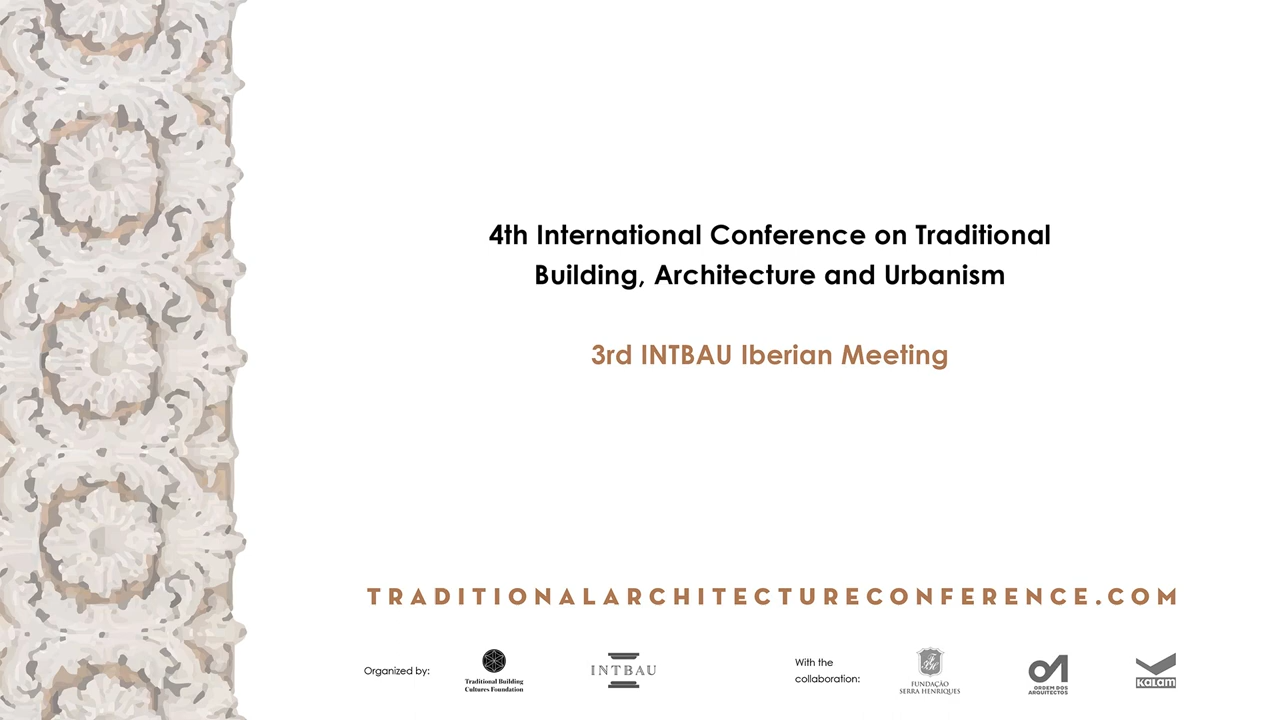 4th International Conference on Traditional
Building, Architecture and Urbanism
3rd INTBAU Iberian Meeting
TRADITIONALARCHITECTURECONFERENCE.COM
Organized by:
Traditional Building
Cultures Foundation
INTBAU
With the
collaboration:
FUNDAÇÃO
SERRA HENRIQUES
ORDEM DOS
ARQUITECTOS
KALAM